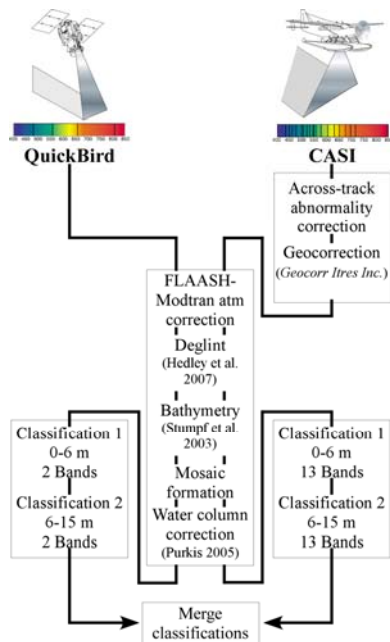 QuickBird
CASI
Across-track
abnormality
correction
Geocorrection
(Geocorr Itres Inc.)
FLAASH-
Modtran atm
correction
Deglint
(Hedley et al.
2007)
Bathymetry
(Stumpf et al.
2003)
Mosaic
formation
Water column
correction
(Purkis 2005)
Classification 1
0-6 m
2 Bands
Classification 2
6-15 m
2 Bands
Classification 1
0-6 m
13 Bands
Classification 2
6-15 m
13 Bands
Merge
classifications